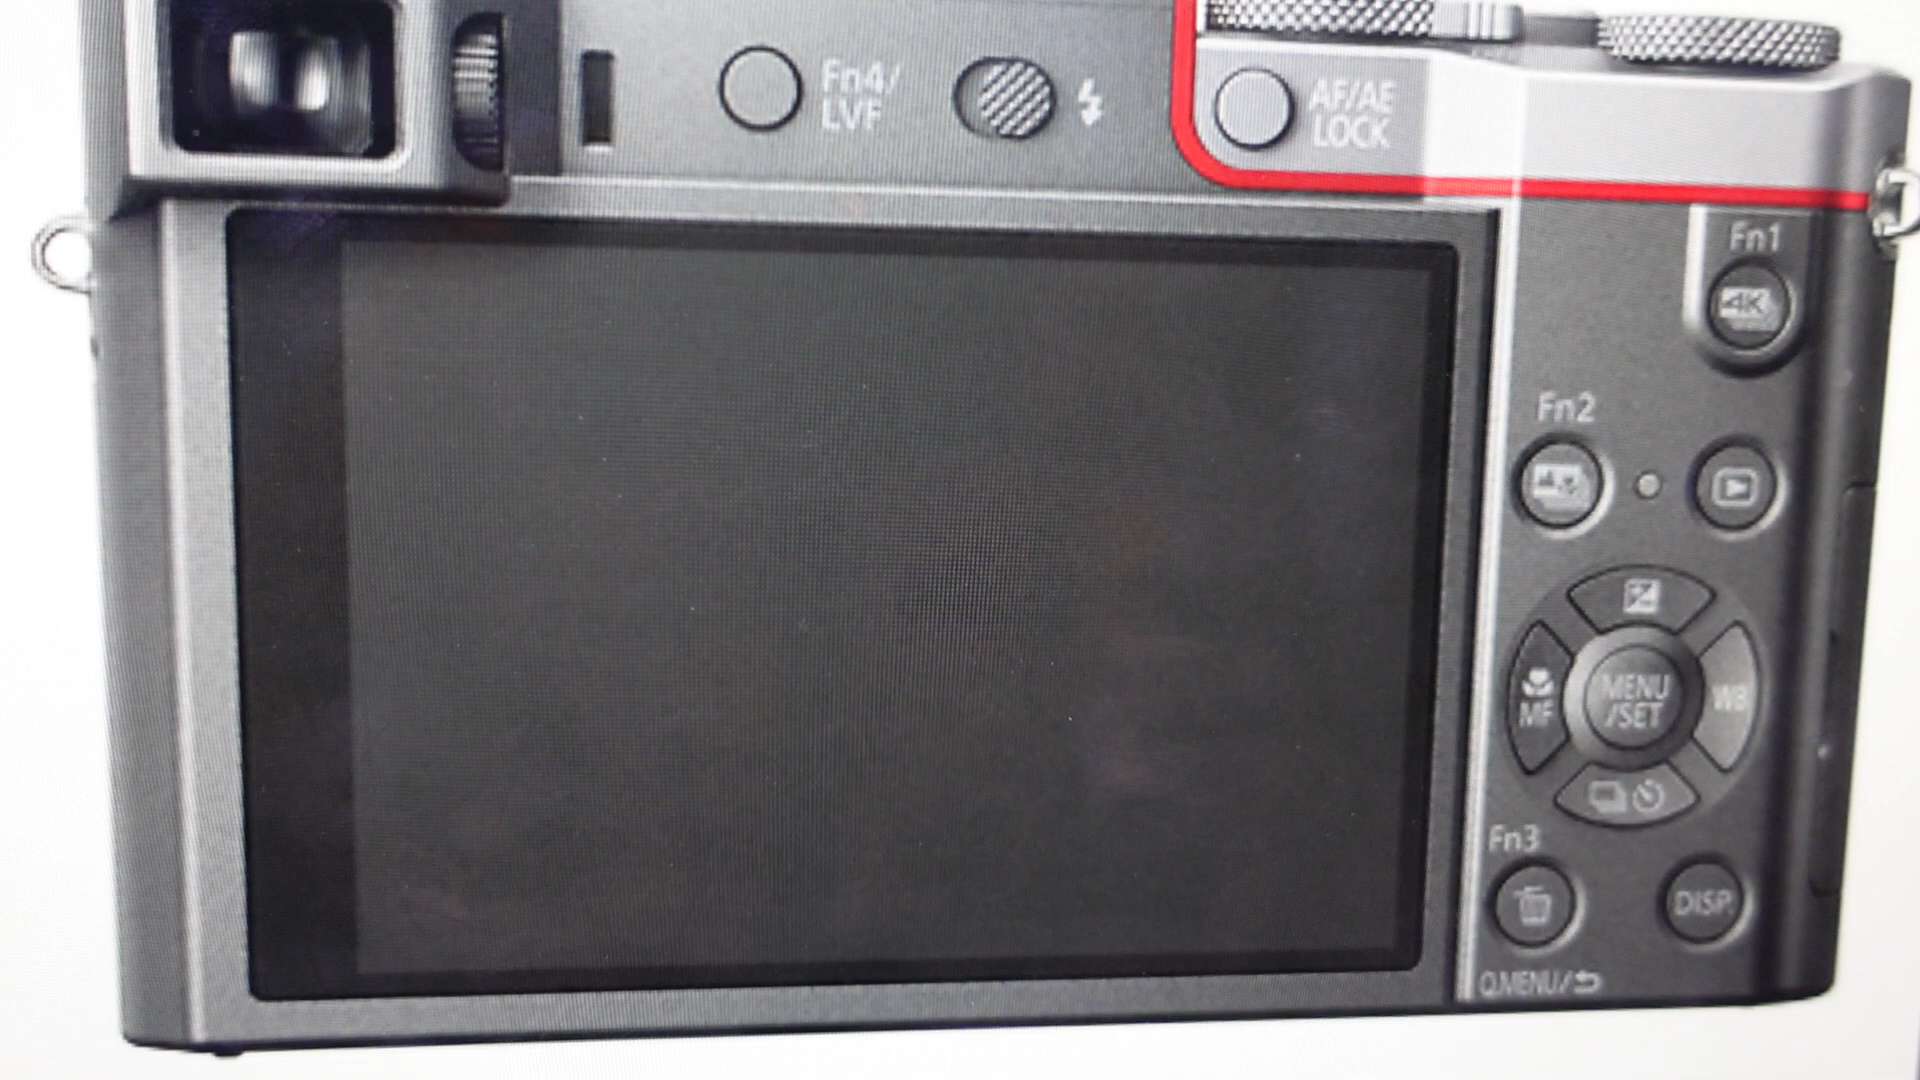 Fn4/
LVF
AF/AE
LOCK
Fn1
4K
Fn2
MF
MENU
/SET
WB
Fn3
DISP.
Q.MENU/